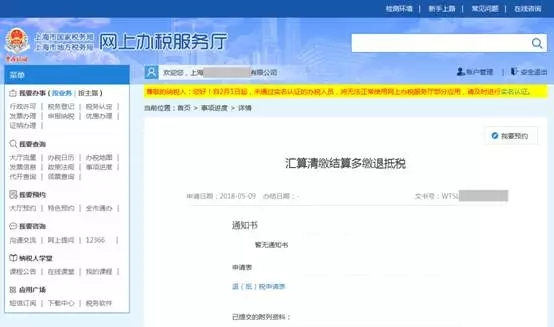 检测环境 | 新手上路 | 常见问题 | 在线咨询
上海市国家税务局
上海市地方税务局
网上办税服务厅
中国税务
菜单
欢迎您，上海 有限公司
账户管理 | 安全退出
尊敬的纳税人：您好！自2月1日起，未通过实名认证的办税人员，将无法正常使用网上办税服务厅部分应用，请及时进行实名认证。
当前位置：首页 > 事项进度 > 详情
我要办事 (按业务 | 按主题)
行政许可 | 税务登记 | 税务认定 |
发票办理 | 申报纳税 | 优惠办理 |
证明办理 |
我要查询
办税流量 | 办税日历 | 办税地图 |
发票信息 | 政策法规 | 事项进度 |
代开查询 | 领票查询 |
我要预约
大厅预约 | 特色预约 | 全市通办 |
我要咨询
沟通交流 | 网上提问 | 12366 |
纳税人学堂
课程公告 | 在线课堂 | 我的课程 |
应用广场
短信订阅 | 下载中心 | 税务软件
我要预约
汇算清缴结算多缴退抵税
申请日期：2018-05-09 办结日期：- 文书号：WTSL
通知书
暂无通知书
申请表
退（抵）税申请表
已提交的附列资料：